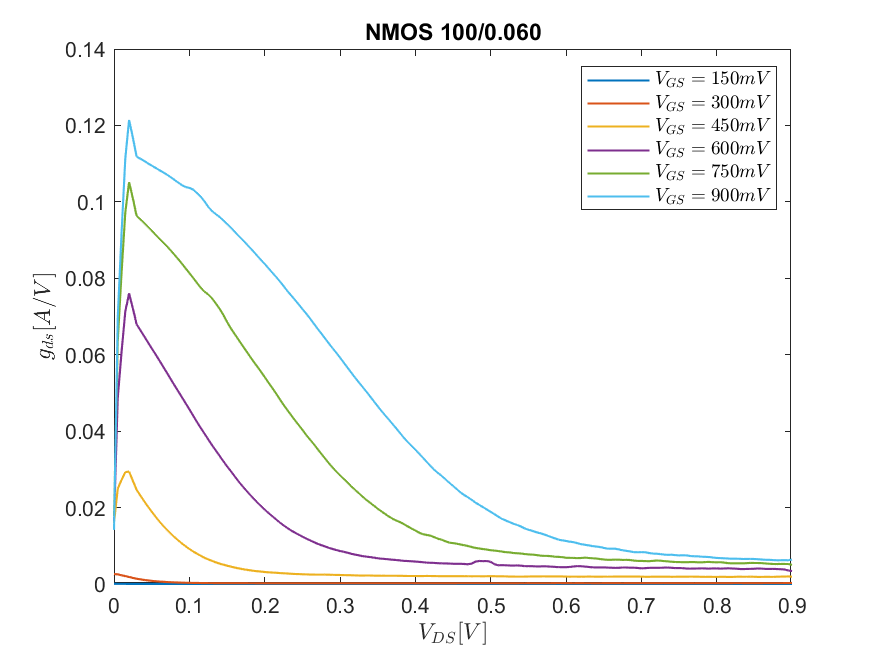 NMOS 100/0.060
0.14
0.12
0.1
0.08
0.06
0.04
0.02
0
g_{ds}[A/V]
V_{GS} = 150mV
V_{GS} = 300mV
V_{GS} = 450mV
V_{GS} = 600mV
V_{GS} = 750mV
V_{GS} = 900mV
0 0.1 0.2 0.3 0.4 0.5 0.6 0.7 0.8 0.9
V_{DS}[V]